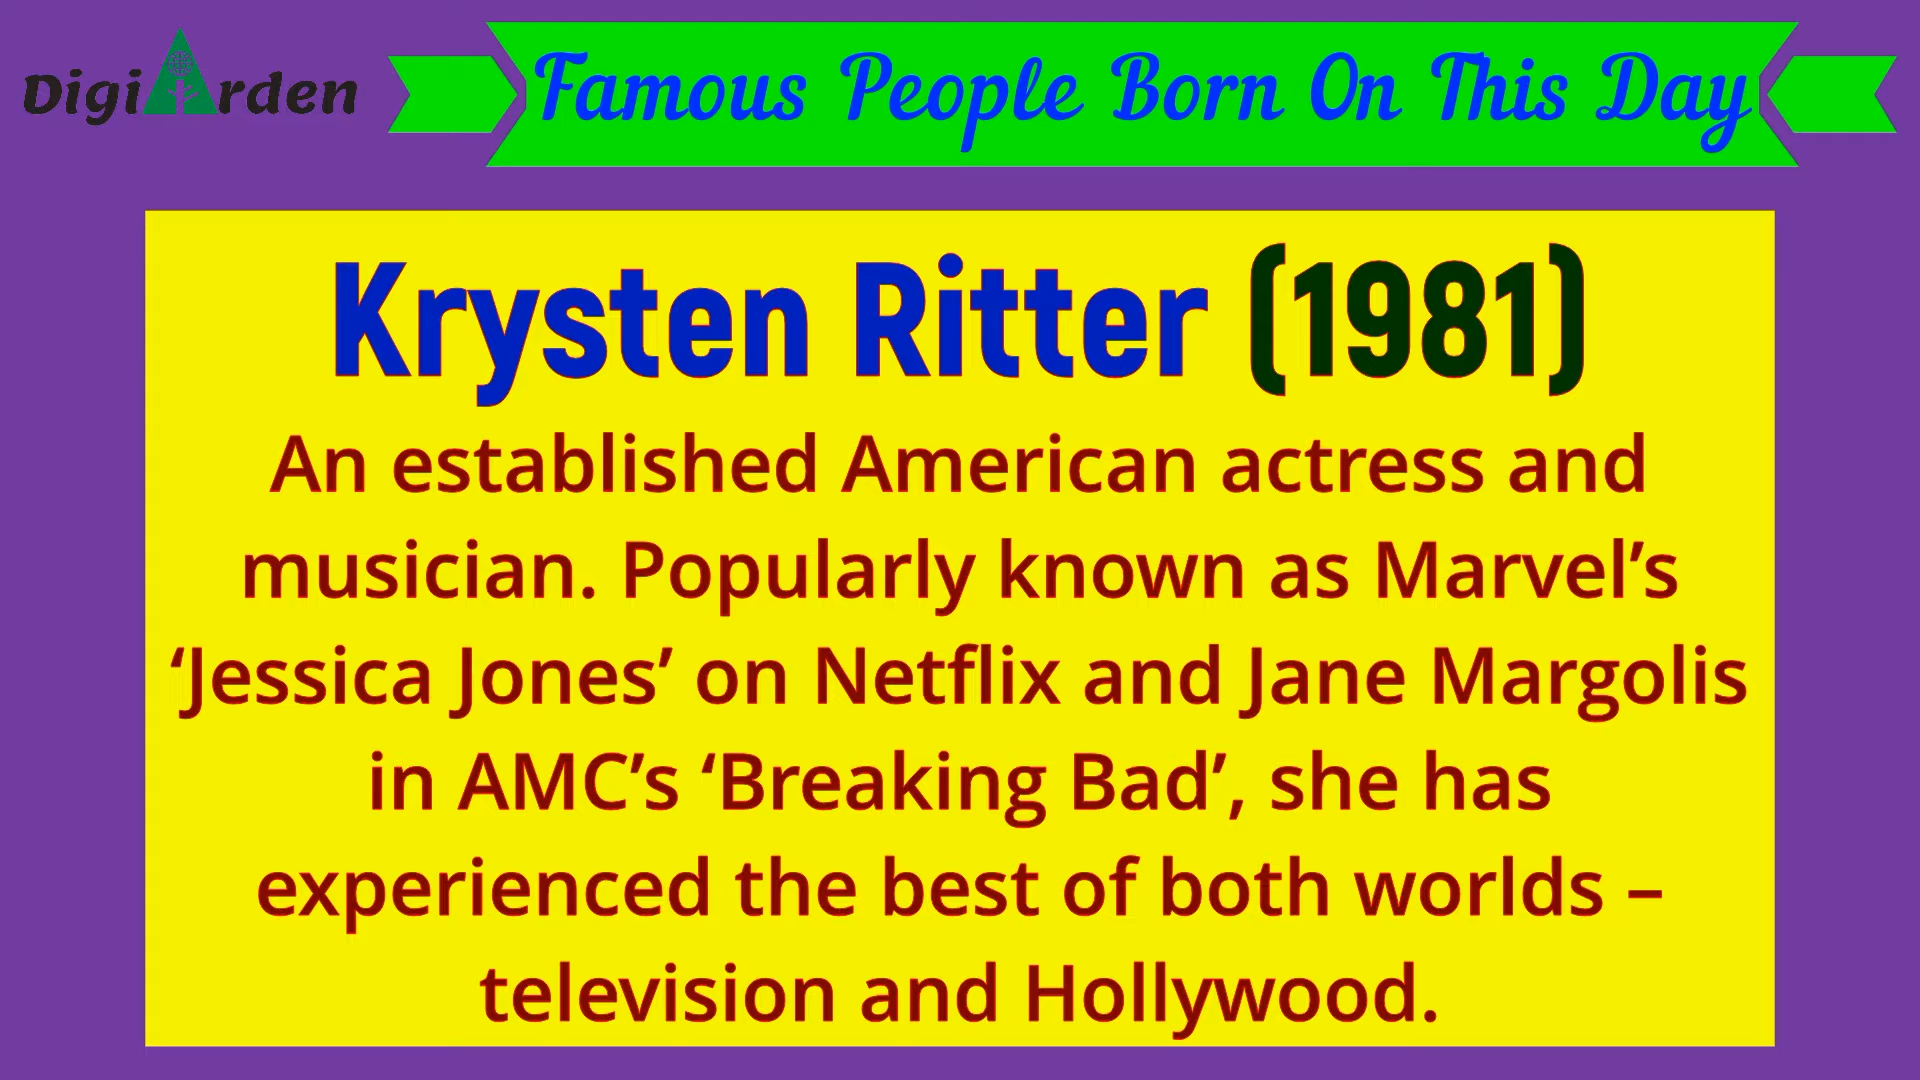 DigiArden
Famous People Born On This Day
Krysten Ritter (1981)
An established American actress and
musician. Popularly known as Marvel’s
‘Jessica Jones’ on Netflix and Jane Margolis
in AMC’s ‘Breaking Bad’, she has
experienced the best of both worlds –
television and Hollywood.